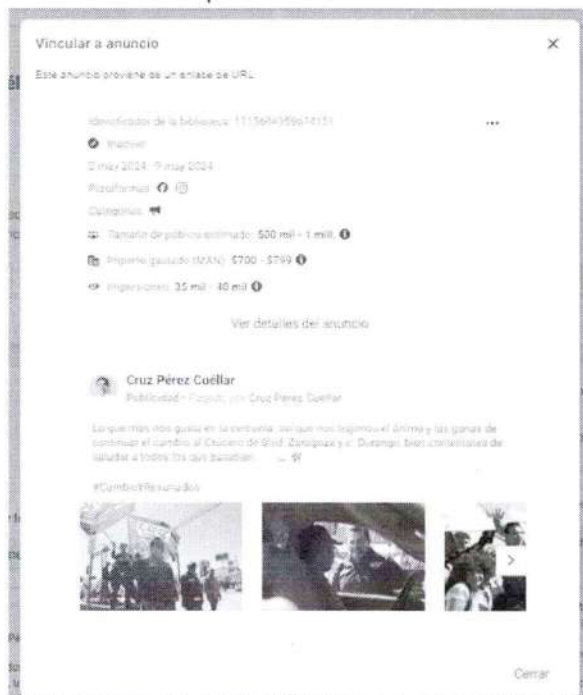 Vincular a anuncio
Este anuncio proviene de un enlace de URL
Identificador de la biblioteca:
Inactivo
2 may 2024 - 9 may 2024
Plataformas
Categorías
Tamaño de público estimado: 500 mil - 1 mill.
Importe gastado (MXN): $700 - $799
Impresiones: 35 mil - 40 mil
Ver detalles del anuncio
Cruz Pérez Cuéllar
Publicidad • Pagado por Cruz Pérez Cuéllar
Lo que más nos gusta es la cercanía, así que nos trajimos el ánimo y las ganas de
continuar el cambio al Crucero de Blvd. Zaragoza y Durango, bien contentotes de
saludar a todos los que pasaban
Cerrar